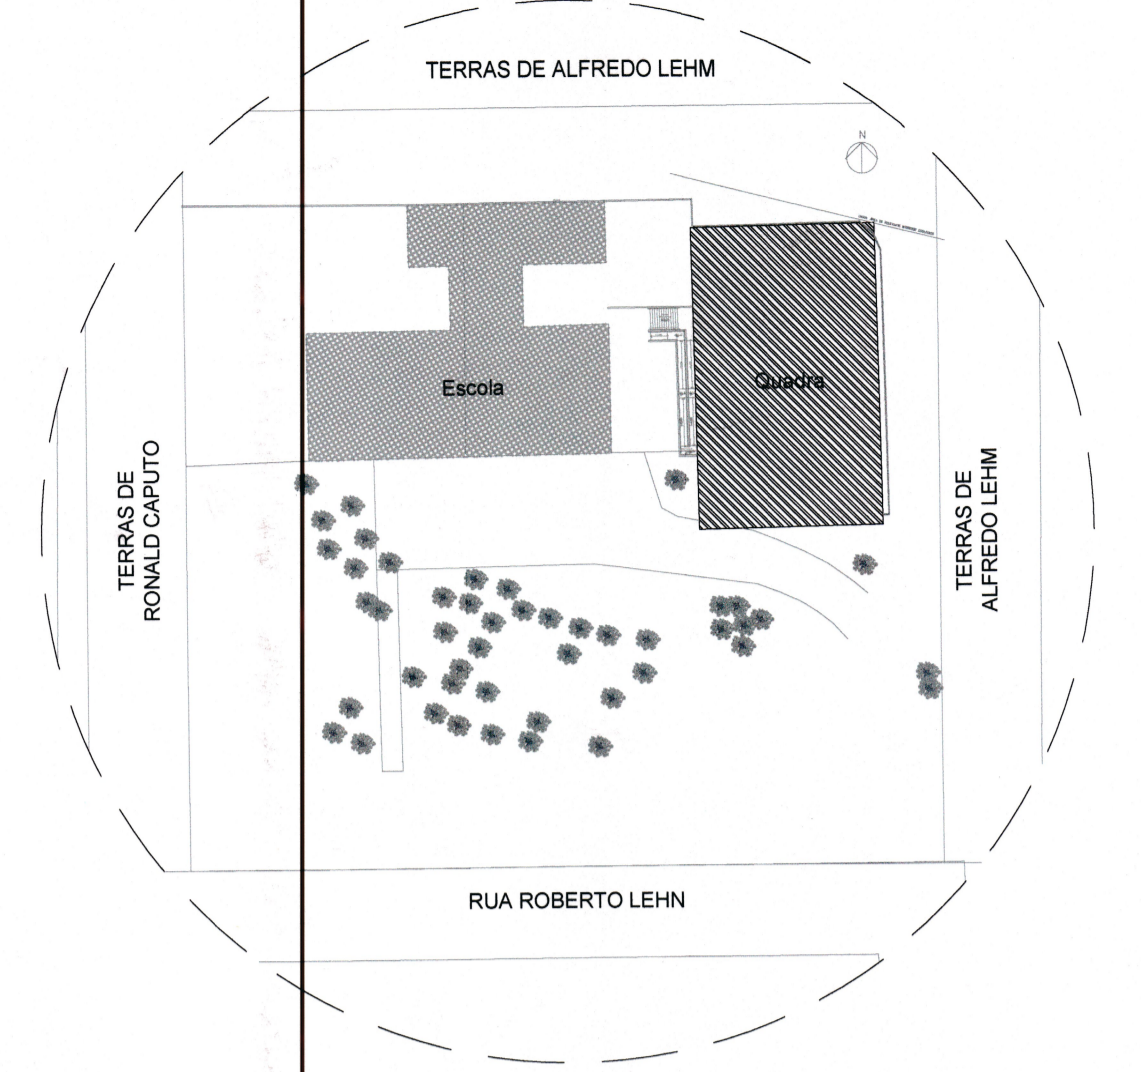 TERRAS DE ALFREDO LEHM
N
Escola
Quadra
TERRAS DE
RONALD CAPUTO
TERRAS DE
ALFREDO LEHM
RUA ROBERTO LEHN